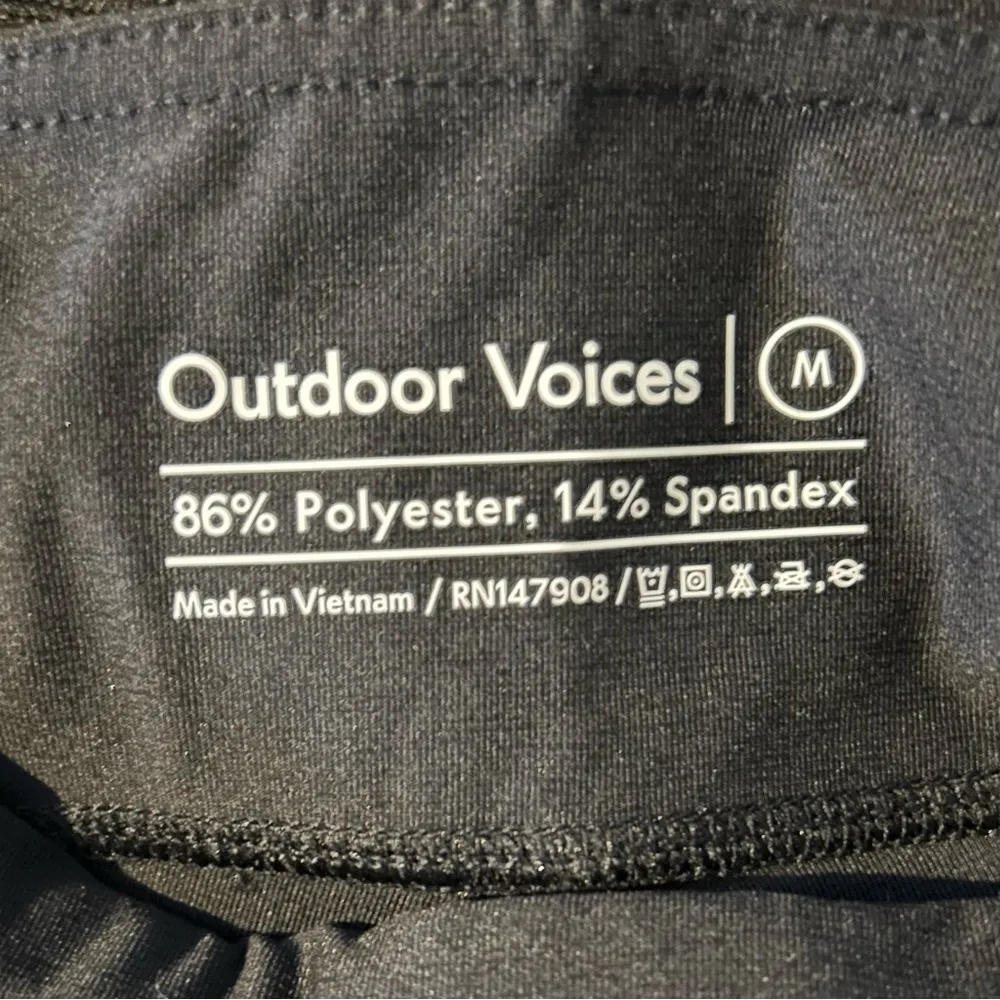 Outdoor Voices | M
86% Polyester, 14% Spandex
Made in Vietnam / RN147908 /